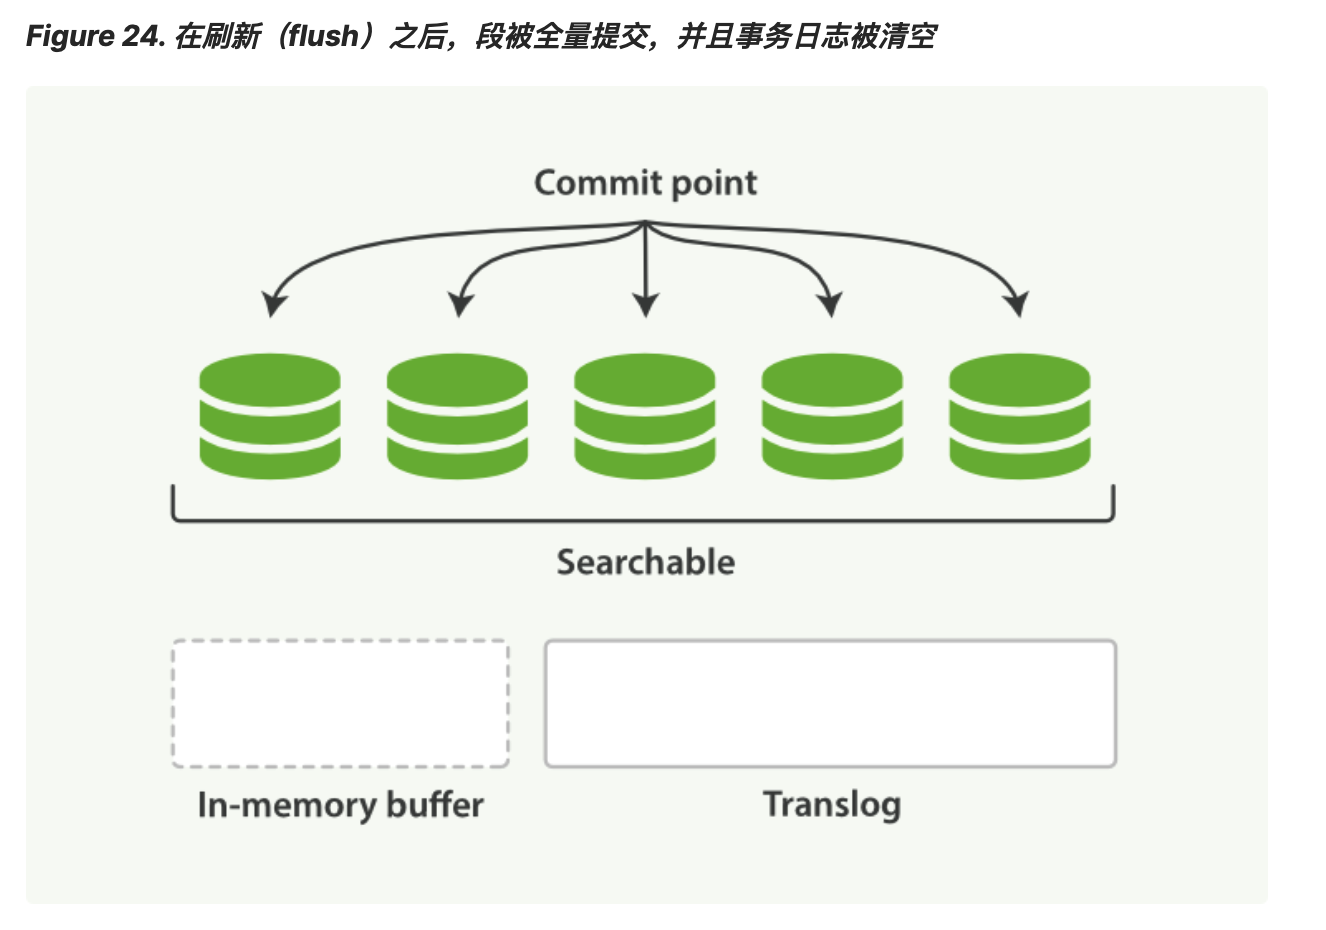 Figure 24. 在刷新（flush）之后，段被全量提交，并且事务日志被清空
Commit point
Searchable
In-memory buffer
Translog